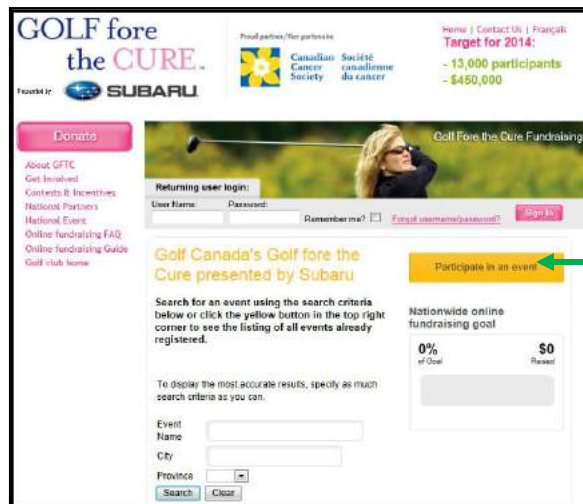 GOLF fore
the CURE.
Presented by SUBARU
Proud partner/Fier partenaire
Canadian Société
Cancer canadienne
Society du cancer
Home | Contact Us | Français
Target for 2014:
- 13,000 participants
- $450,000
Donate
About GFTC
Get Involved
Contests & Incentives
National Partners
National Event
Online fundraising FAQ
Online fundraising Guide
Golf club home
Golf Fore the Cure Fundraising
Returning user login:
User Name: Password:
Remember me? Forgot username/password? Sign In
Golf Canada's Golf fore the
Cure presented by Subaru
Search for an event using the search criteria
below or click the yellow button in the top right
corner to see the listing of all events already
registered.
To display the most accurate results, specify as much
search criteria as you can.
Event
Name
City
Province
Search Clear
Participate in an event
Nationwide online
fundraising goal
0% $0
of Goal Raised